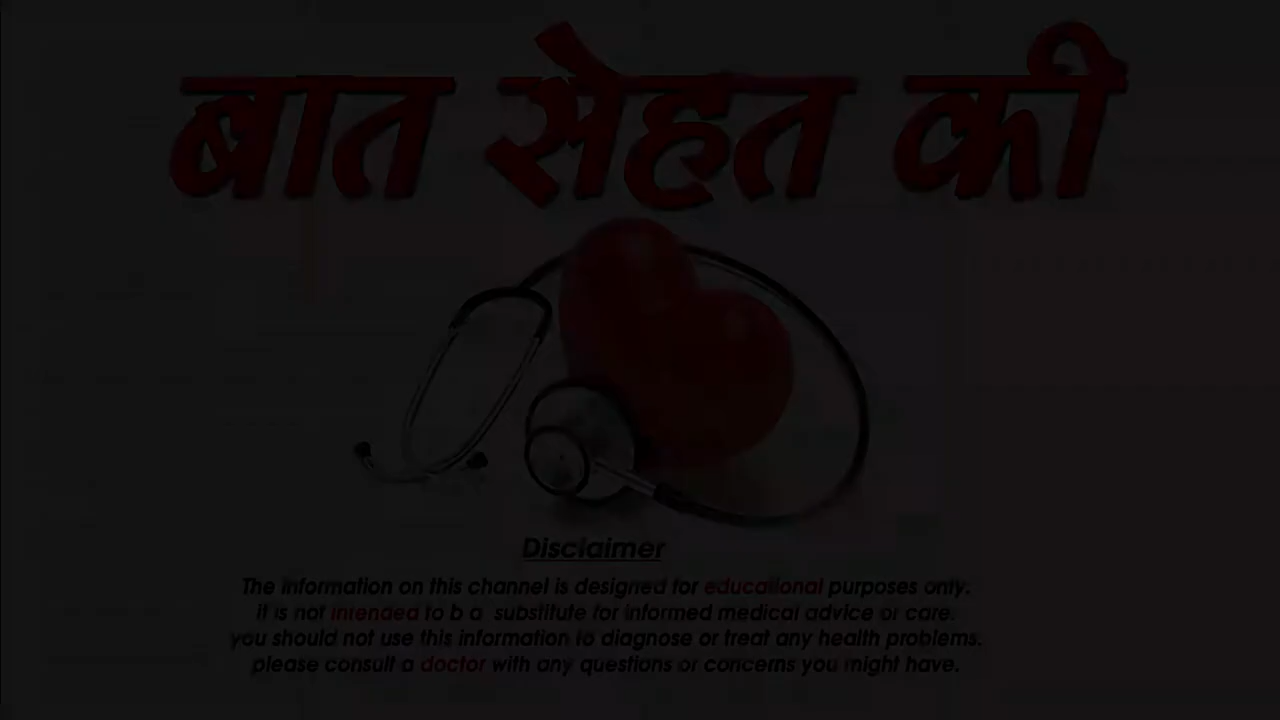 बात सेहत की
Disclaimer
The information on this channel is designed for educational purposes only.
it is not intended to b a substitute for informed medical advice or care.
you should not use this information to diagnose or treat any health problems.
please consult a doctor with any questions or concerns you might have.